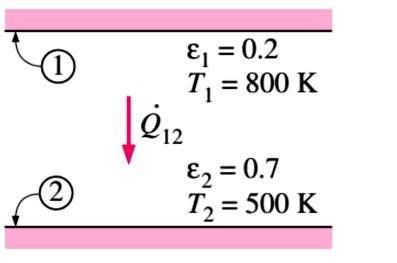 ε₁ = 0.2
① T₁ = 800 K
Q̇₁₂
ε₂ = 0.7
② T₂ = 500 K